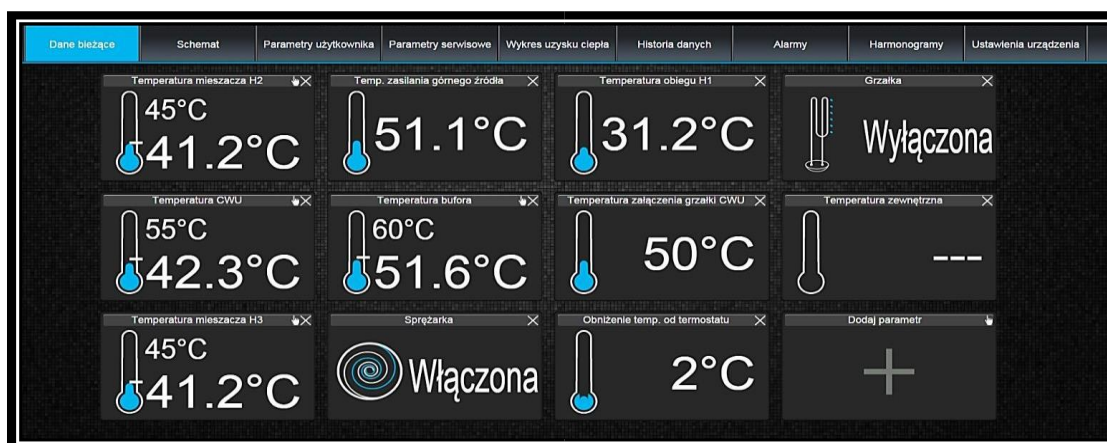 Dane bieżące Schemat Parametry użytkownika Parametry serwisowe Wykres uzysku ciepła Historia danych Alarmy Harmonogramy Ustawienia urządzenia
Temperatura mieszacza H2
45°C
41.2°C
Temp. zasilania górnego źródła
51.1°C
Temperatura obiegu H1
31.2°C
Grzałka
Wyłączona
Temperatura CWU
55°C
42.3°C
Temperatura bufora
60°C
51.6°C
Temperatura załączenia grzałki CWU
50°C
Temperatura zewnętrzna
---
Temperatura mieszacza H3
45°C
41.2°C
Sprężarka
Włączona
Obniżenie temp. od termostatu
2°C
Dodaj parametr